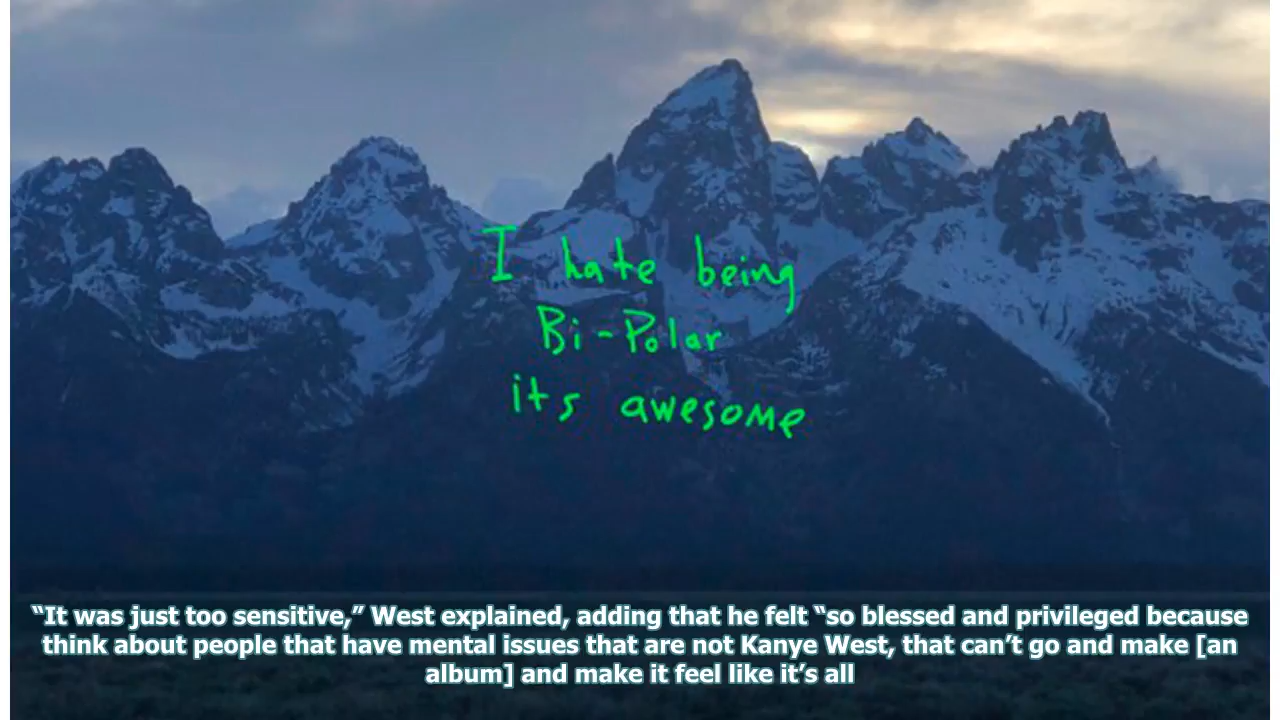 I hate being
Bi-Polar
its awesome
“It was just too sensitive,” West explained, adding that he felt “so blessed and privileged because
think about people that have mental issues that are not Kanye West, that can’t go and make [an
album] and make it feel like it’s all